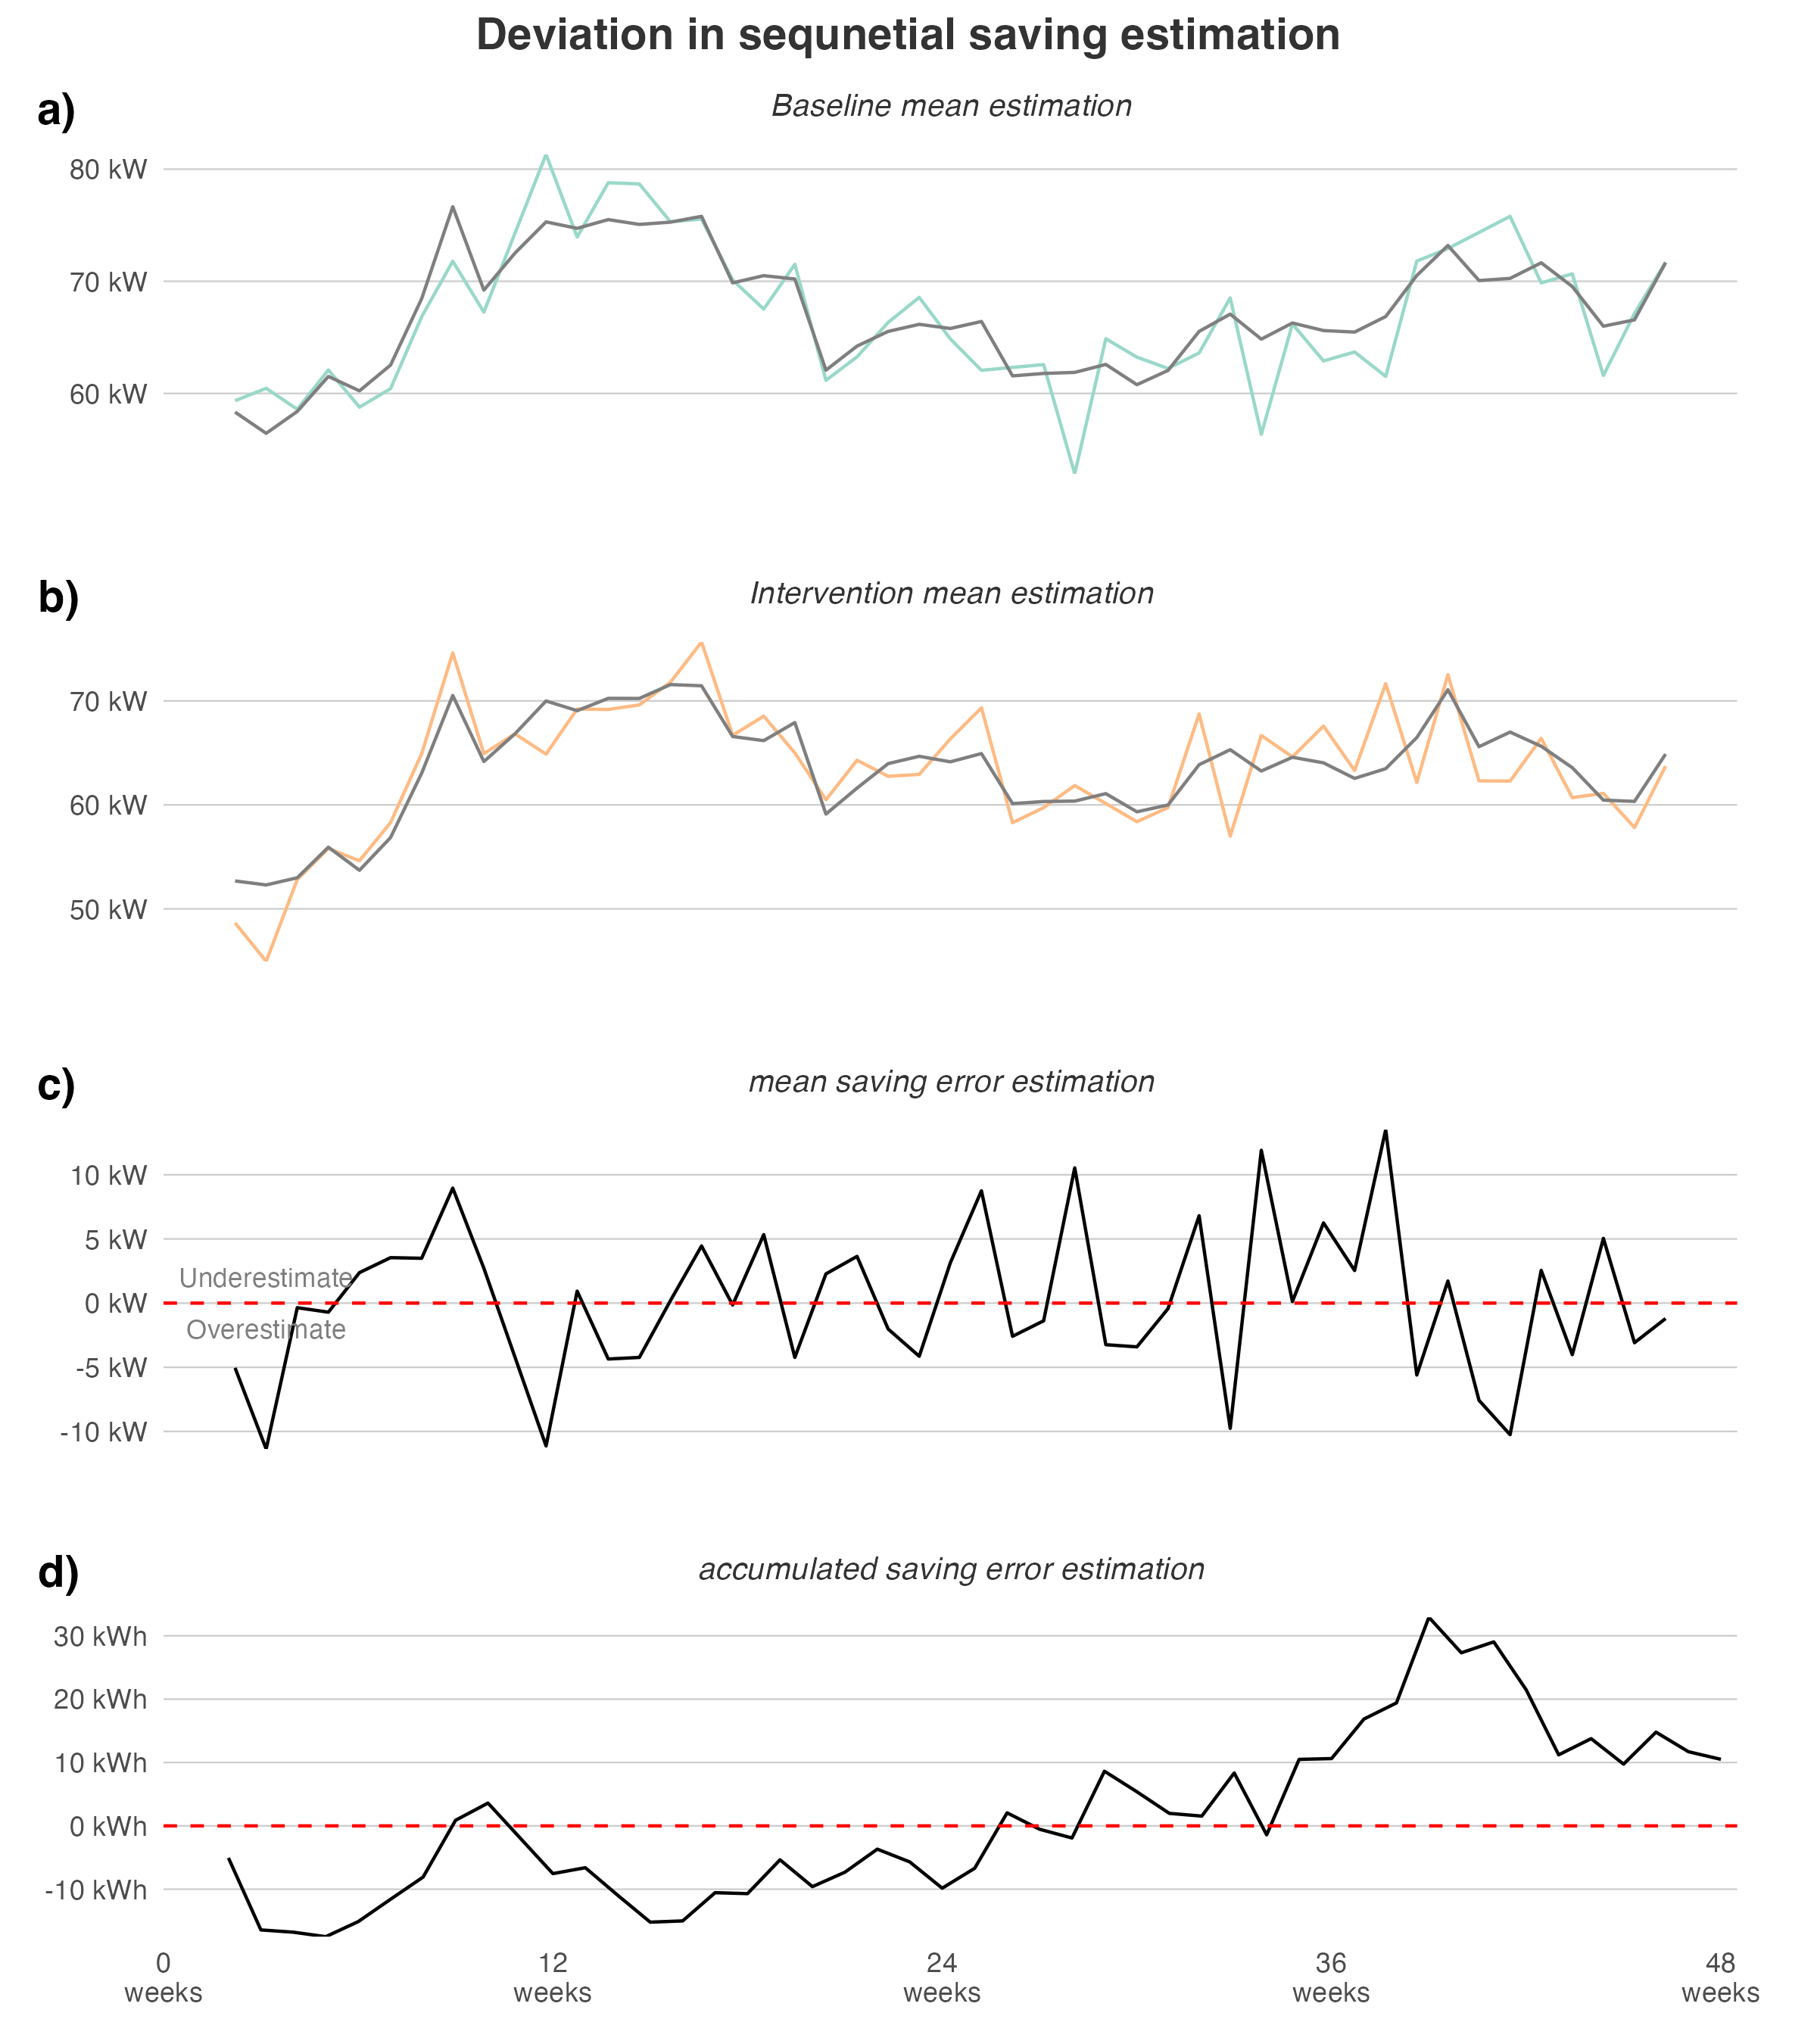 Deviation in sequnetial saving estimation
a)
Baseline mean estimation
80 kW
70 kW
60 kW
b)
Intervention mean estimation
70 kW
60 kW
50 kW
c)
mean saving error estimation
10 kW
5 kW
Underestimate
0 kW
Overestimate
-5 kW
-10 kW
d)
accumulated saving error estimation
30 kWh
20 kWh
10 kWh
0 kWh
-10 kWh
0 12 24 36 48
weeks weeks weeks weeks weeks